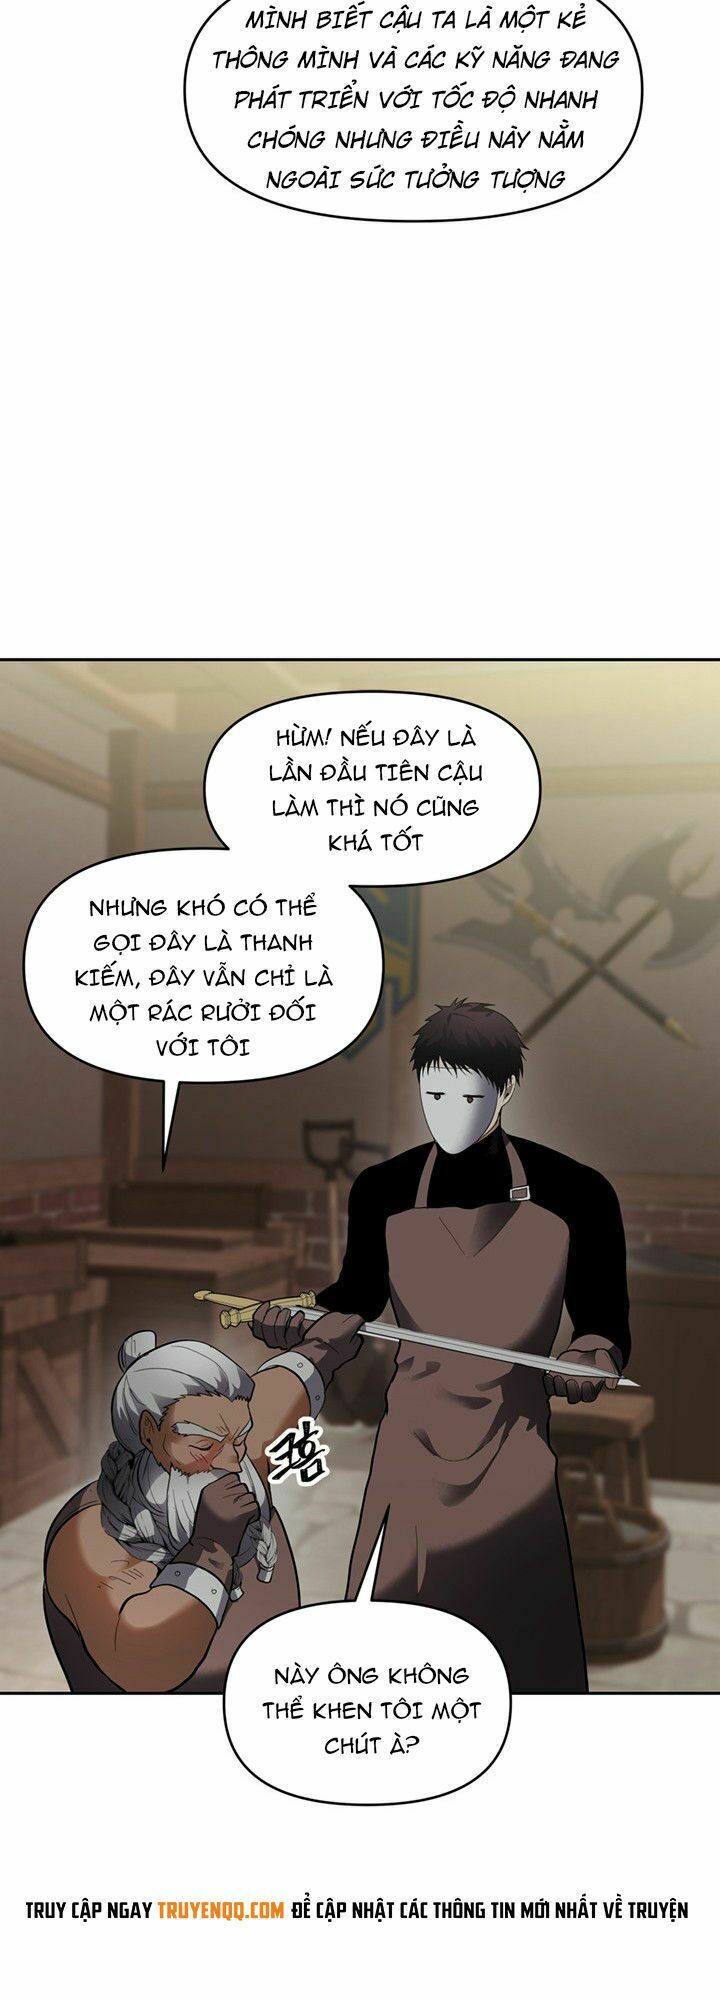 MÌNH BIẾT CẬU TA LÀ MỘT KẺ
THÔNG MÌNH VÀ CÁC KỸ NĂNG ĐANG
PHÁT TRIỂN VỚI TỐC ĐỘ NHANH
CHÓNG NHƯNG ĐIỀU NÀY NẰM
NGOÀI SỨC TƯỞNG TƯỢNG
HỪM! NẾU ĐÂY LÀ
LẦN ĐẦU TIÊN CẬU
LÀM THÌ NÓ CŨNG
KHÁ TỐT
NHƯNG KHÓ CÓ THỂ
GỌI ĐÂY LÀ THANH
KIẾM, ĐÂY VẪN CHỈ LÀ
MỘT RÁC RƯỞI ĐỐI
VỚI TÔI
NÀY ÔNG KHÔNG
THỂ KHEN TÔI MỘT
CHÚT À?
TRUY CẬP NGAY TRUYENQQ.COM ĐỂ CẬP NHẬT CÁC THÔNG TIN MỚI NHẤT VỀ TRUYỆN